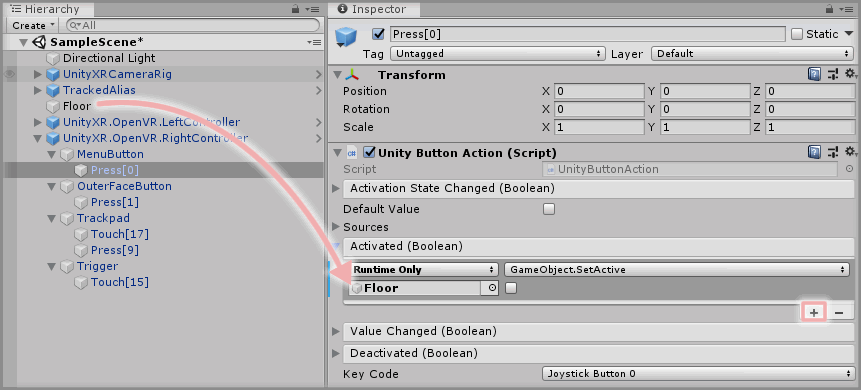 Hierarchy
Create
All
SampleScene*
Directional Light
UnityXRCameraRig
TrackedAlias
Floor
UnityXR.OpenVR.LeftController
UnityXR.OpenVR.RightController
MenuButton
Press[0]
OuterFaceButton
Press[1]
Trackpad
Touch[17]
Press[9]
Trigger
Touch[15]
Inspector
Press[0] Static
Tag Untagged Layer Default
Transform
Position X 0 Y 0 Z 0
Rotation X 0 Y 0 Z 0
Scale X 1 Y 1 Z 1
Unity Button Action (Script)
Script UnityButtonAction
Activation State Changed (Boolean)
Default Value
Sources
Activated (Boolean)
Runtime Only GameObject.SetActive
Floor
+ −
Value Changed (Boolean)
Deactivated (Boolean)
Key Code Joystick Button 0